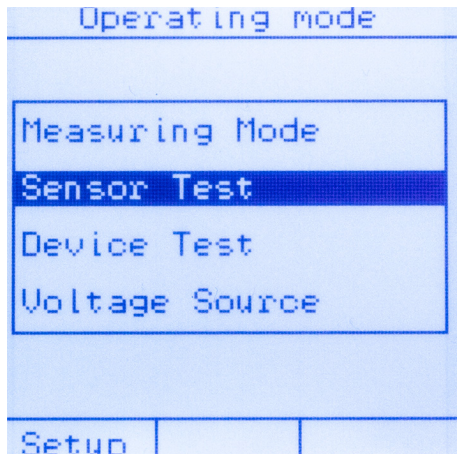 Operating mode
Measuring Mode
Sensor Test
Device Test
Voltage Source
Setup